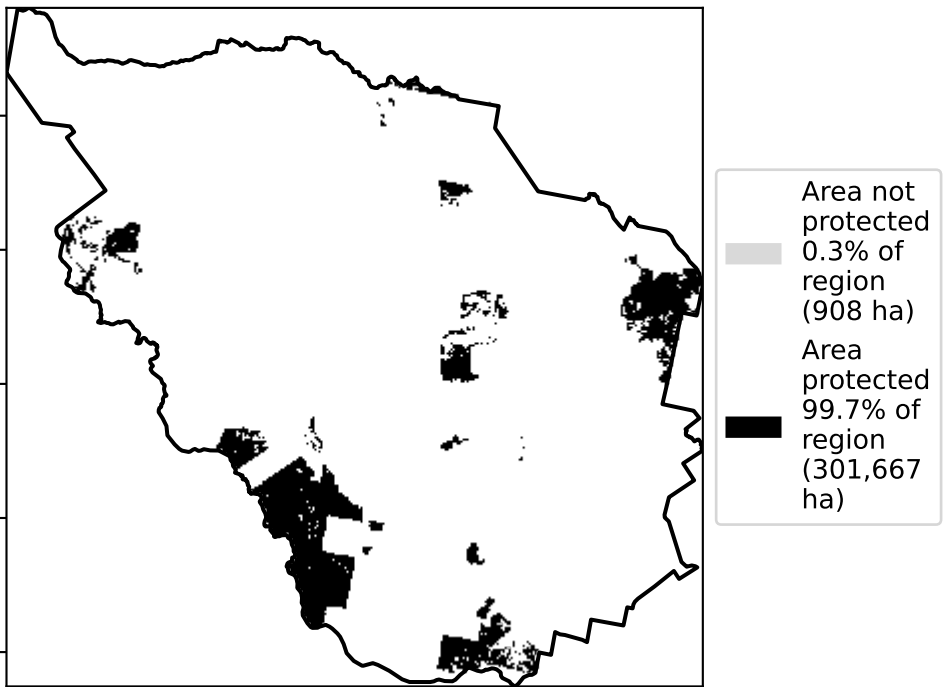 Area not
protected
0.3% of
region
(908 ha)
Area
protected
99.7% of
region
(301,667
ha)